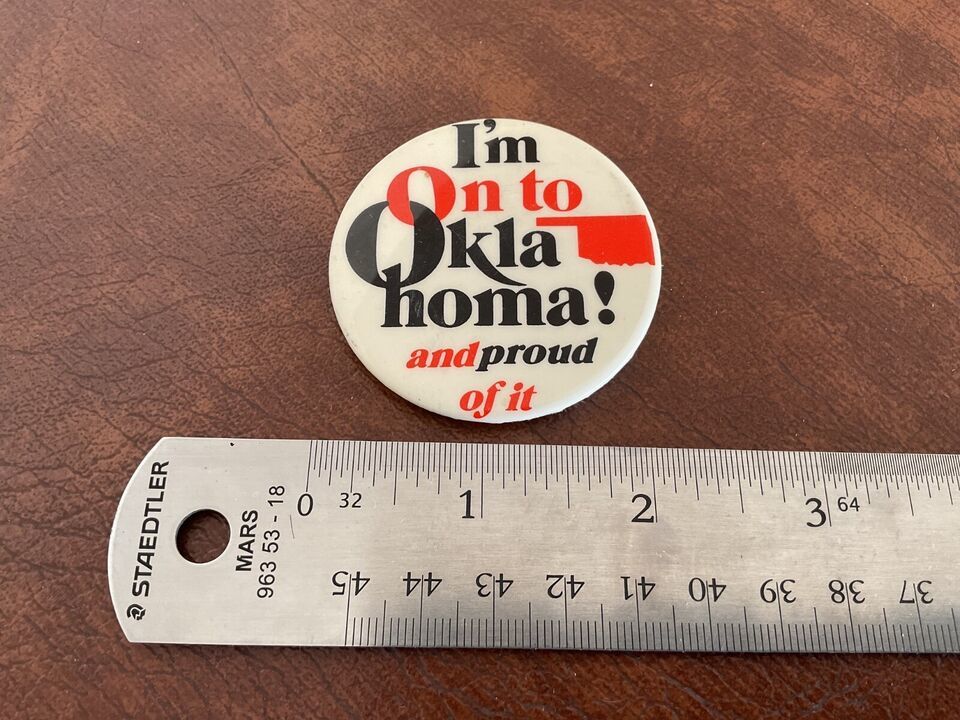 I'm
On to
Okla
homa!
and proud
of it
STAEDTLER
MARS
963 53 - 18
0 32 1 2 3 64
45 44 43 42 41 40 39 38 37